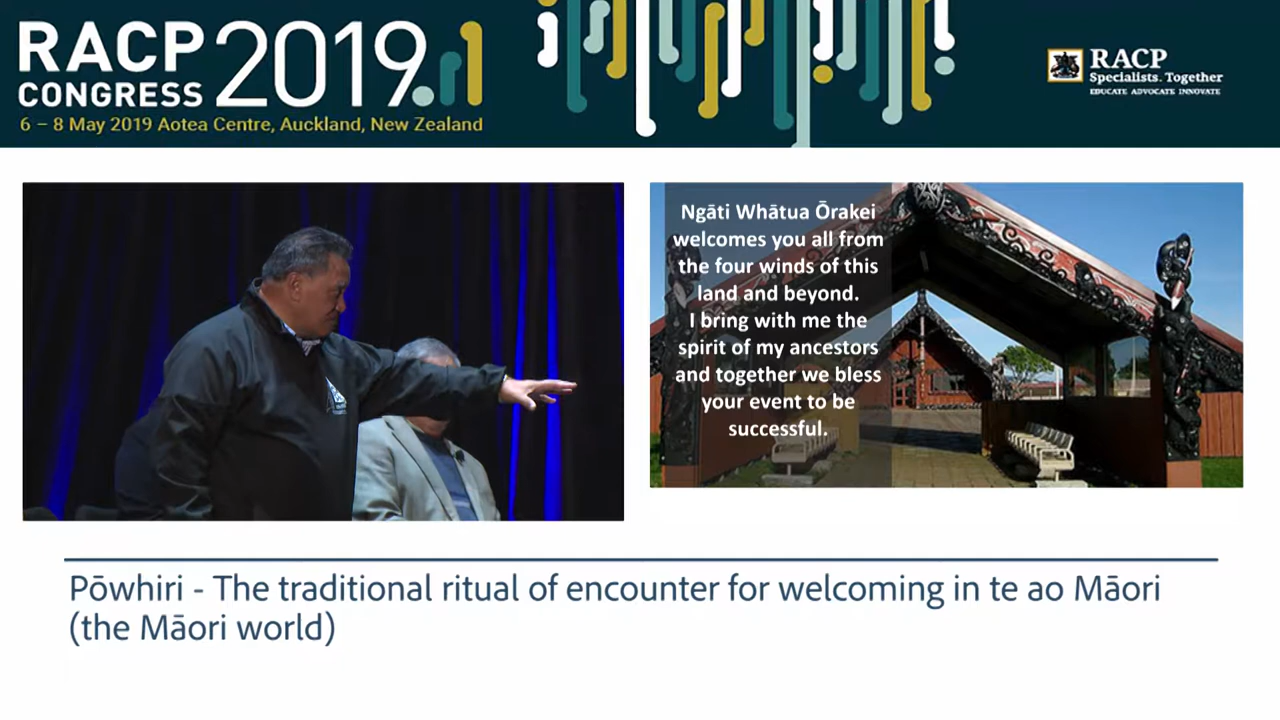 RACP
CONGRESS
2019
6 – 8 May 2019 Aotea Centre, Auckland, New Zealand
RACP
Specialists. Together
EDUCATE ADVOCATE INNOVATE
Ngāti Whātua Ōrakei
welcomes you all from
the four winds of this
land and beyond.
I bring with me the
spirit of my ancestors
and together we bless
your event to be
successful.
Pōwhiri - The traditional ritual of encounter for welcoming in te ao Māori
(the Māori world)